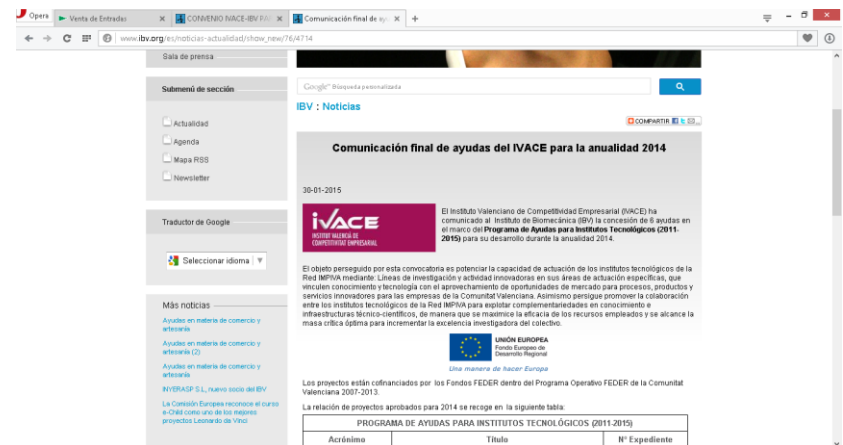 Opera
Venta de Entradas
CONVENIO IVACE-IBV PAR
Comunicación final de ayu
www.ibv.org/es/noticias-actualidad/show_new/76/4714
Sala de prensa
Submenú de sección
Actualidad
Agenda
Mapa RSS
Newsletter
Traductor de Google
Seleccionar idioma
Más noticias
Ayudas en materia de comercio y
artesanía
Ayudas en materia de comercio y
artesanía (2)
Ayudas en materia de comercio y
artesanía
INYERASP S.L, nuevo socio del IBV
La Comisión Europea reconoce el curso
e-Child como uno de los mejores
proyectos Leonardo da Vinci
Google™ Búsqueda personalizada
IBV : Noticias
COMPARTIR
Comunicación final de ayudas del IVACE para la anualidad 2014
30-01-2015
iVACE
INSTITUT VALENCIÀ DE
COMPETITIVITAT EMPRESARIAL
El Instituto Valenciano de Competitividad Empresarial (IVACE) ha
comunicado al Instituto de Biomecánica (IBV) la concesión de 6 ayudas en
el marco del Programa de Ayudas para Institutos Tecnológicos (2011-
2015) para su desarrollo durante la anualidad 2014.
El objeto perseguido por esta convocatoria es potenciar la capacidad de actuación de los institutos tecnológicos de la
Red IMPIVA mediante: Líneas de investigación y actividad innovadoras en sus áreas de actuación específicas, que
vinculen conocimiento y tecnología con el aprovechamiento de oportunidades de mercado para procesos, productos y
servicios innovadores para las empresas de la Comunitat Valenciana. Asimismo persigue promover la colaboración
entre los institutos tecnológicos de la Red IMPIVA para explotar complementariedades en conocimiento e
infraestructuras técnico-científicos, de manera que se maximice la eficacia de los recursos empleados y se alcance la
masa crítica óptima para incrementar la excelencia investigadora del colectivo.
UNIÓN EUROPEA
Fondo Europeo de
Desarrollo Regional
Una manera de hacer Europa
Los proyectos están cofinanciados por los Fondos FEDER dentro del Programa Operativo FEDER de la Comunitat
Valenciana 2007-2013.
La relación de proyectos aprobados para 2014 se recoge en la siguiente tabla:
PROGRAMA DE AYUDAS PARA INSTITUTOS TECNOLÓGICOS (2011-2015)
Acrónimo Título Nº Expediente